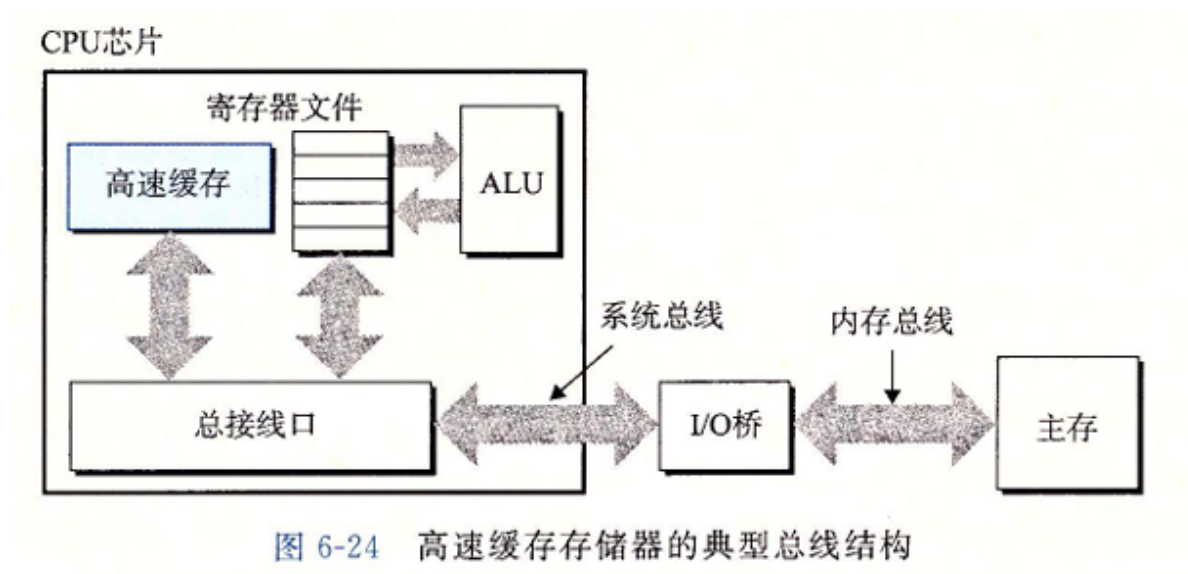 CPU芯片
寄存器文件
高速缓存
ALU
系统总线
内存总线
总接线口
I/O桥
主存
图 6-24 高速缓存存储器的典型总线结构